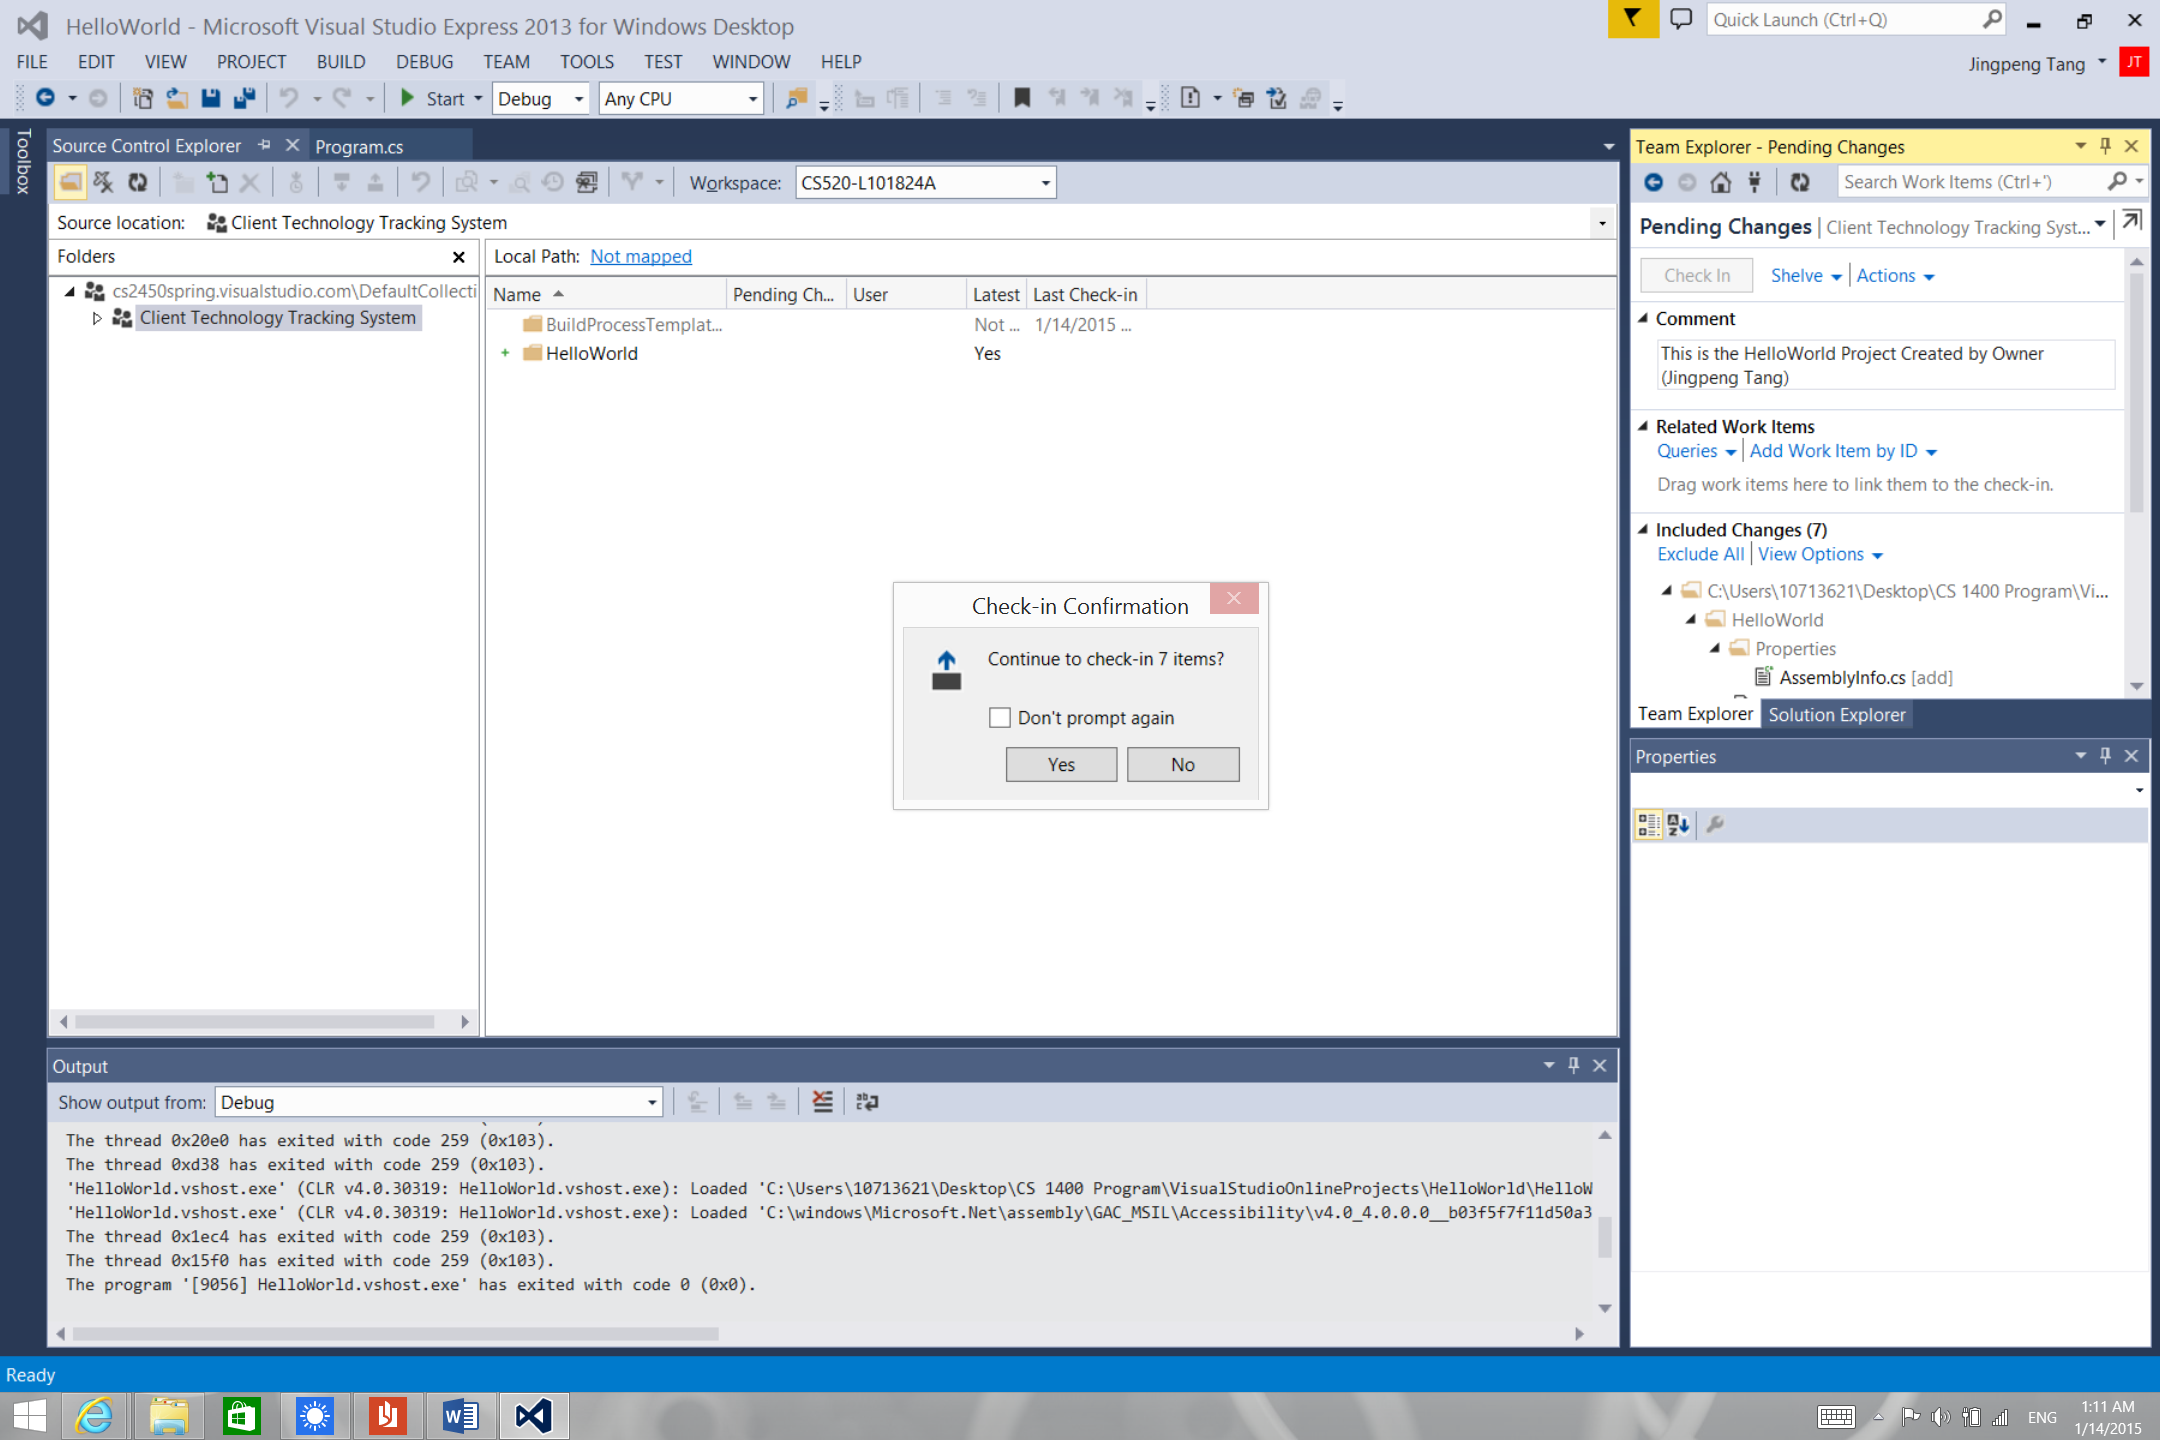 HelloWorld - Microsoft Visual Studio Express 2013 for Windows Desktop
Quick Launch (Ctrl+Q)
FILE EDIT VIEW PROJECT BUILD DEBUG TEAM TOOLS TEST WINDOW HELP
Jingpeng Tang JT
Start Debug Any CPU
Toolbox
Source Control Explorer Program.cs
Workspace: CS520-L101824A
Source location: Client Technology Tracking System
Folders
cs2450spring.visualstudio.com\DefaultCollecti
Client Technology Tracking System
Local Path: Not mapped
Name Pending Ch... User Latest Last Check-in
BuildProcessTemplat... Not ... 1/14/2015 ...
+ HelloWorld Yes
Check-in Confirmation
Continue to check-in 7 items?
Don't prompt again
Yes No
Team Explorer - Pending Changes
Search Work Items (Ctrl+')
Pending Changes | Client Technology Tracking Syst...
Check In Shelve Actions
Comment
This is the HelloWorld Project Created by Owner
(Jingpeng Tang)
Related Work Items
Queries Add Work Item by ID
Drag work items here to link them to the check-in.
Included Changes (7)
Exclude All View Options
C:\Users\10713621\Desktop\CS 1400 Program\Vi...
HelloWorld
Properties
AssemblyInfo.cs [add]
Team Explorer Solution Explorer
Properties
Output
Show output from: Debug
The thread 0x20e0 has exited with code 259 (0x103).
The thread 0xd38 has exited with code 259 (0x103).
'HelloWorld.vshost.exe' (CLR v4.0.30319: HelloWorld.vshost.exe): Loaded 'C:\Users\10713621\Desktop\CS 1400 Program\VisualStudioOnlineProjects\HelloWorld\HelloW
'HelloWorld.vshost.exe' (CLR v4.0.30319: HelloWorld.vshost.exe): Loaded 'C:\windows\Microsoft.Net\assembly\GAC_MSIL\Accessibility\v4.0_4.0.0.0__b03f5f7f11d50a3
The thread 0x1ec4 has exited with code 259 (0x103).
The thread 0x15f0 has exited with code 259 (0x103).
The program '[9056] HelloWorld.vshost.exe' has exited with code 0 (0x0).
Ready
ENG
1:11 AM
1/14/2015